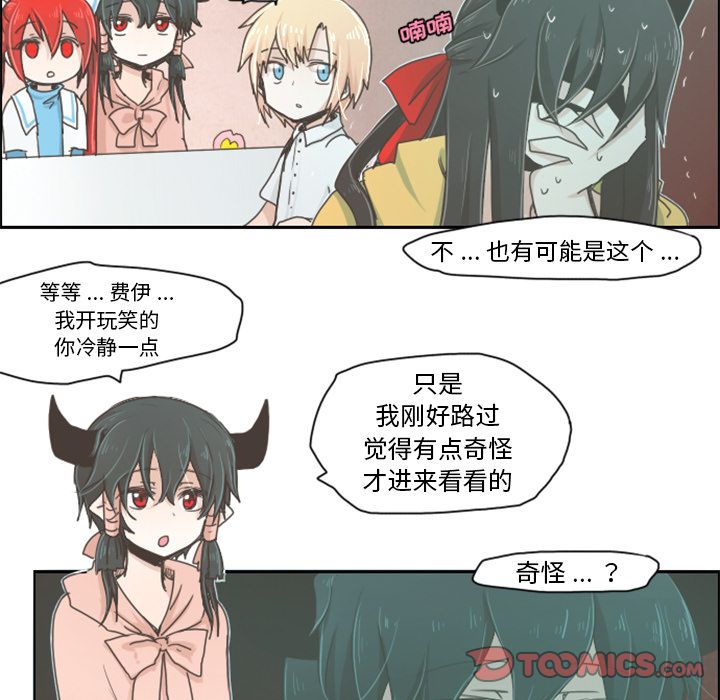 喃喃
不 ... 也有可能是这个 ...
等等 ... 费伊 ...
我开玩笑的
你冷静一点
只是
我刚好路过
觉得有点奇怪
才进来看看的
奇怪 ... ？
TOOMICS.COM